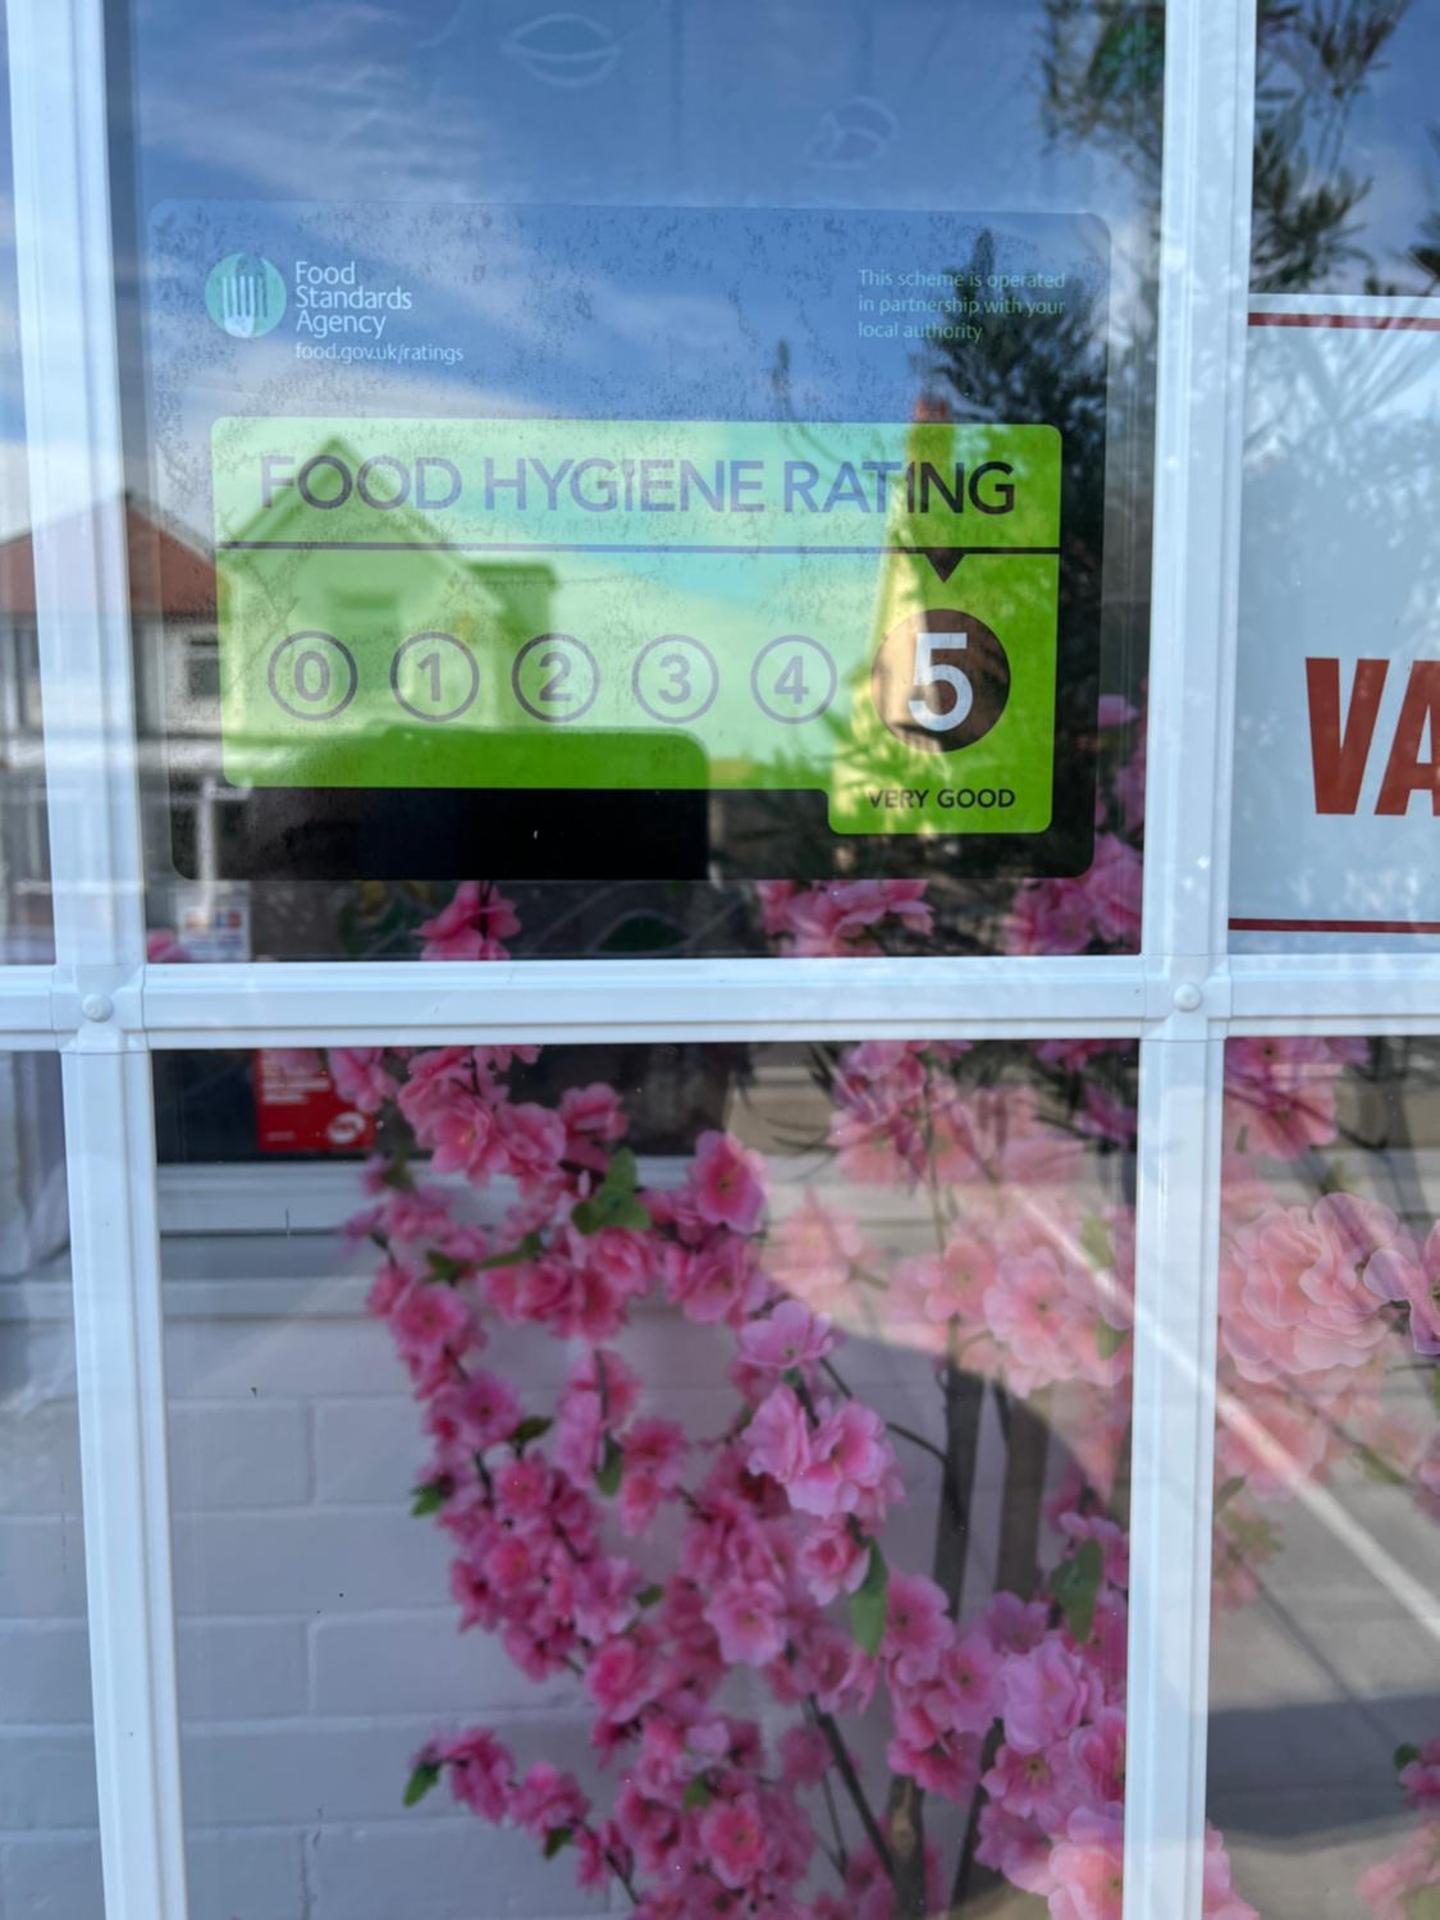 Food
Standards
Agency
food.gov.uk/ratings
This scheme is operated
in partnership with your
local authority
FOOD HYGIENE RATING
0 1 2 3 4 5
VERY GOOD
VA